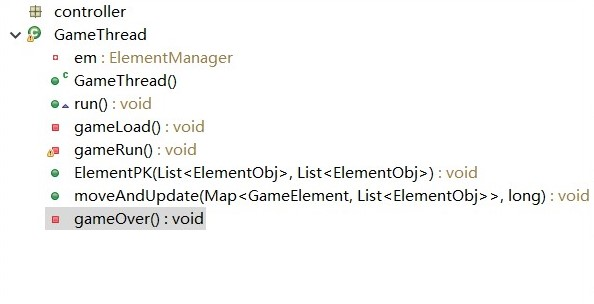 controller
GameThread
em : ElementManager
GameThread()
run() : void
gameLoad() : void
gameRun() : void
ElementPK(List<ElementObj>, List<ElementObj>) : void
moveAndUpdate(Map<GameElement, List<ElementObj>>, long) : void
gameOver() : void